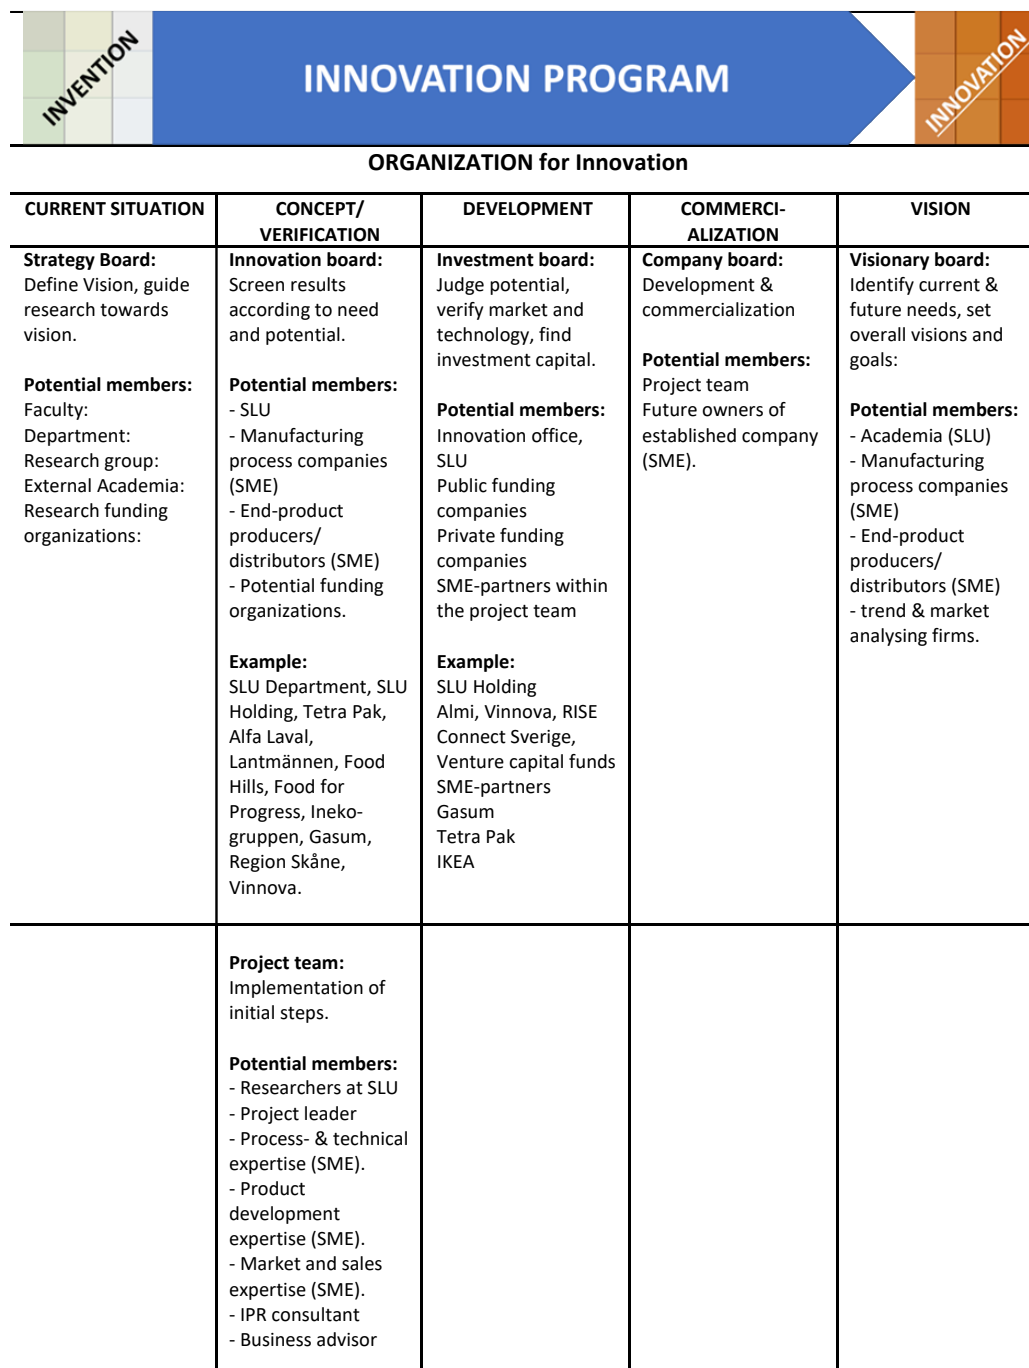 INVENTION
INNOVATION PROGRAM
INNOVATION
ORGANIZATION for Innovation
CURRENT SITUATION
CONCEPT/
VERIFICATION
DEVELOPMENT
COMMERCI-
ALIZATION
VISION
Strategy Board:
Define Vision, guide
research towards
vision.
Potential members:
Faculty:
Department:
Research group:
External Academia:
Research funding
organizations:
Innovation board:
Screen results
according to need
and potential.
Potential members:
- SLU
- Manufacturing
process companies
(SME)
- End-product
producers/
distributors (SME)
- Potential funding
organizations.
Example:
SLU Department, SLU
Holding, Tetra Pak,
Alfa Laval,
Lantmännen, Food
Hills, Food for
Progress, Ineko-
gruppen, Gasum,
Region Skåne,
Vinnova.
Investment board:
Judge potential,
verify market and
technology, find
investment capital.
Potential members:
Innovation office,
SLU
Public funding
companies
Private funding
companies
SME-partners within
the project team
Example:
SLU Holding
Almi, Vinnova, RISE
Connect Sverige,
Venture capital funds
SME-partners
Gasum
Tetra Pak
IKEA
Company board:
Development &
commercialization
Potential members:
Project team
Future owners of
established company
(SME).
Visionary board:
Identify current &
future needs, set
overall visions and
goals:
Potential members:
- Academia (SLU)
- Manufacturing
process companies
(SME)
- End-product
producers/
distributors (SME)
- trend & market
analysing firms.
Project team:
Implementation of
initial steps.
Potential members:
- Researchers at SLU
- Project leader
- Process- & technical
expertise (SME).
- Product
development
expertise (SME).
- Market and sales
expertise (SME).
- IPR consultant
- Business advisor